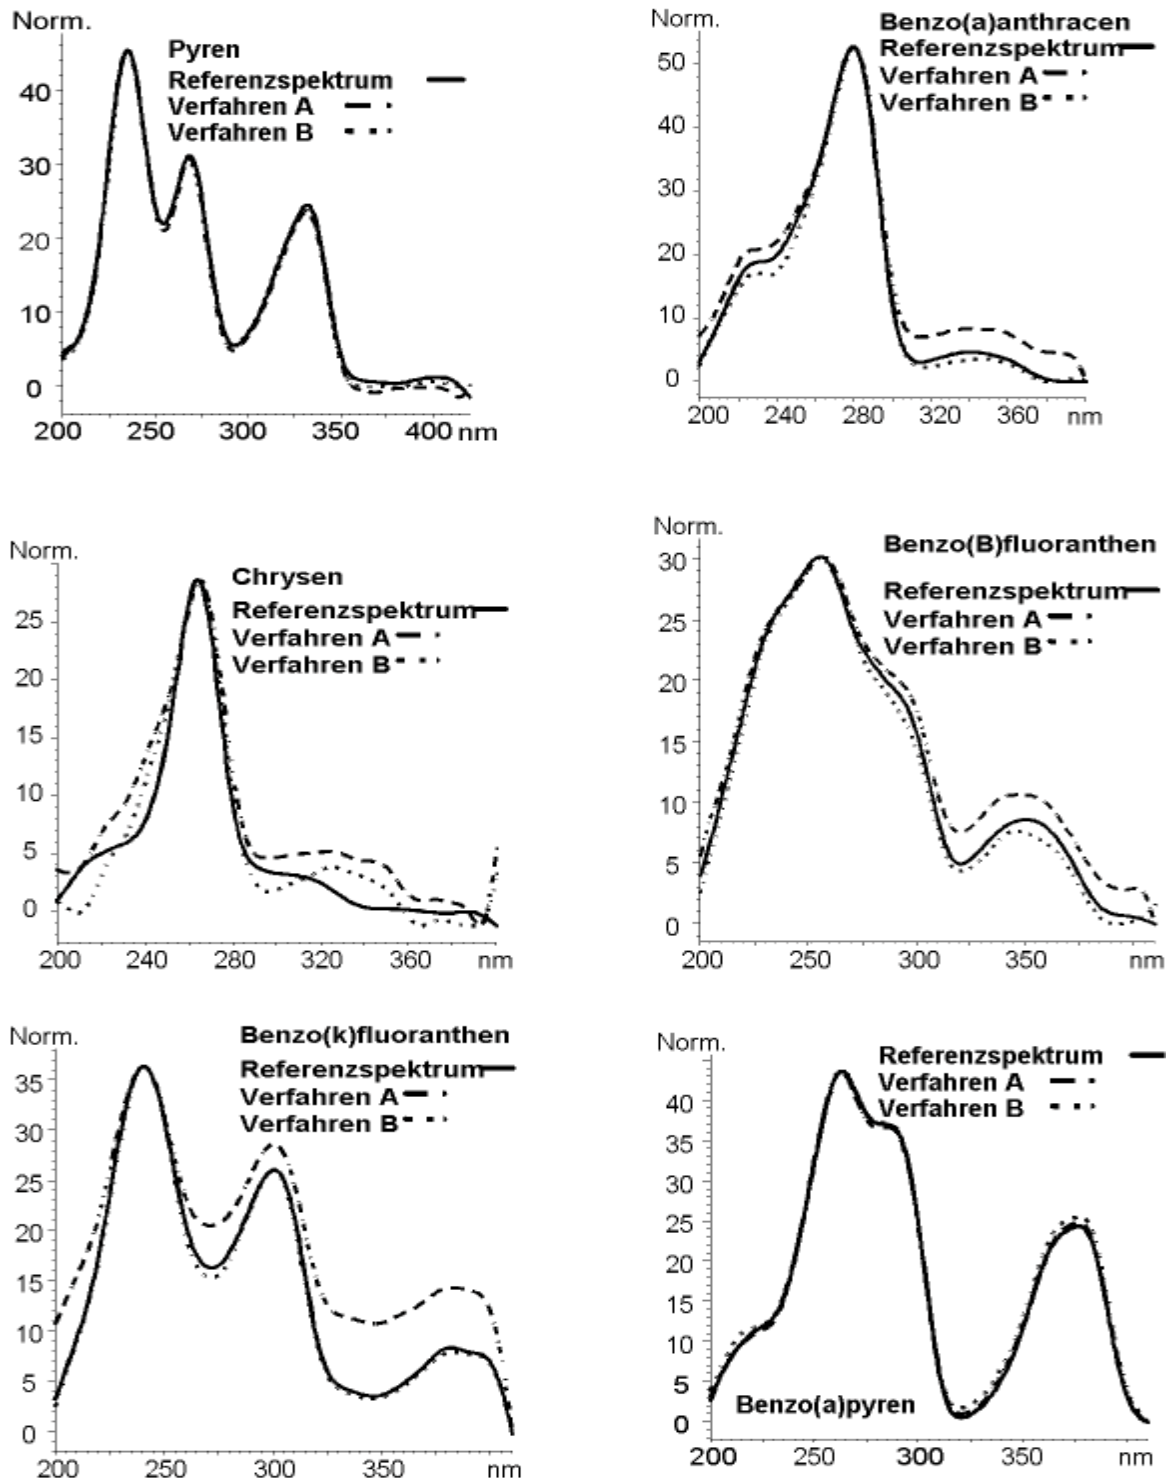 Norm.
Pyren
Referenzspektrum
Verfahren A
Verfahren B
40
30
20
10
0
200 250 300 350 400 nm
Norm.
Benzo(a)anthracen
Referenzspektrum
Verfahren A
Verfahren B
50
40
30
20
10
0
200 240 280 320 360 nm
Norm.
Chrysen
Referenzspektrum
Verfahren A
Verfahren B
25
20
15
10
5
0
200 240 280 320 360 nm
Norm.
Benzo(B)fluoranthen
Referenzspektrum
Verfahren A
Verfahren B
30
25
20
15
10
5
0
200 250 300 350 nm
Norm.
Benzo(k)fluoranthen
Referenzspektrum
Verfahren A
Verfahren B
35
30
25
20
15
10
5
0
200 250 300 350 nm
Norm.
Referenzspektrum
Verfahren A
Verfahren B
40
35
30
25
20
15
10
5
0
Benzo(a)pyren
200 250 300 350 nm